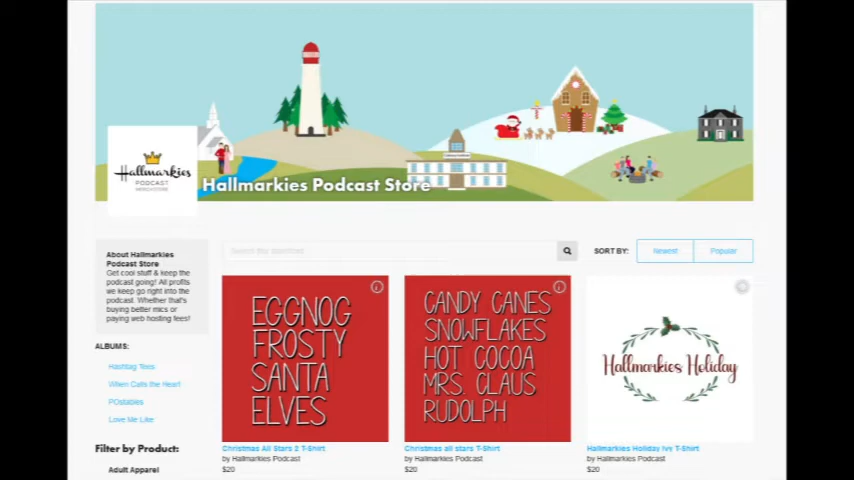 Hallmarkies
PODCAST
MERCH STORE
Hallmarkies Podcast Store
About Hallmarkies
Podcast Store
Get cool stuff & keep the
podcast going! All profits
we keep go right into the
podcast. Whether that's
buying better mics or
paying web hosting fees!
ALBUMS:
Hashtag Tees
When Calls the Heart
POstables
Love Me Like
Filter by Product:
Adult Apparel
SORT BY:
Newest
Popular
EGGNOG
FROSTY
SANTA
ELVES
Christmas All Stars 2 T-Shirt
by Hallmarkies Podcast
$20
CANDY CANES
SNOWFLAKES
HOT COCOA
MRS. CLAUS
RUDOLPH
Christmas all stars T-Shirt
by Hallmarkies Podcast
$20
Hallmarkies Holiday
Hallmarkies Holiday Ivy T-Shirt
by Hallmarkies Podcast
$20